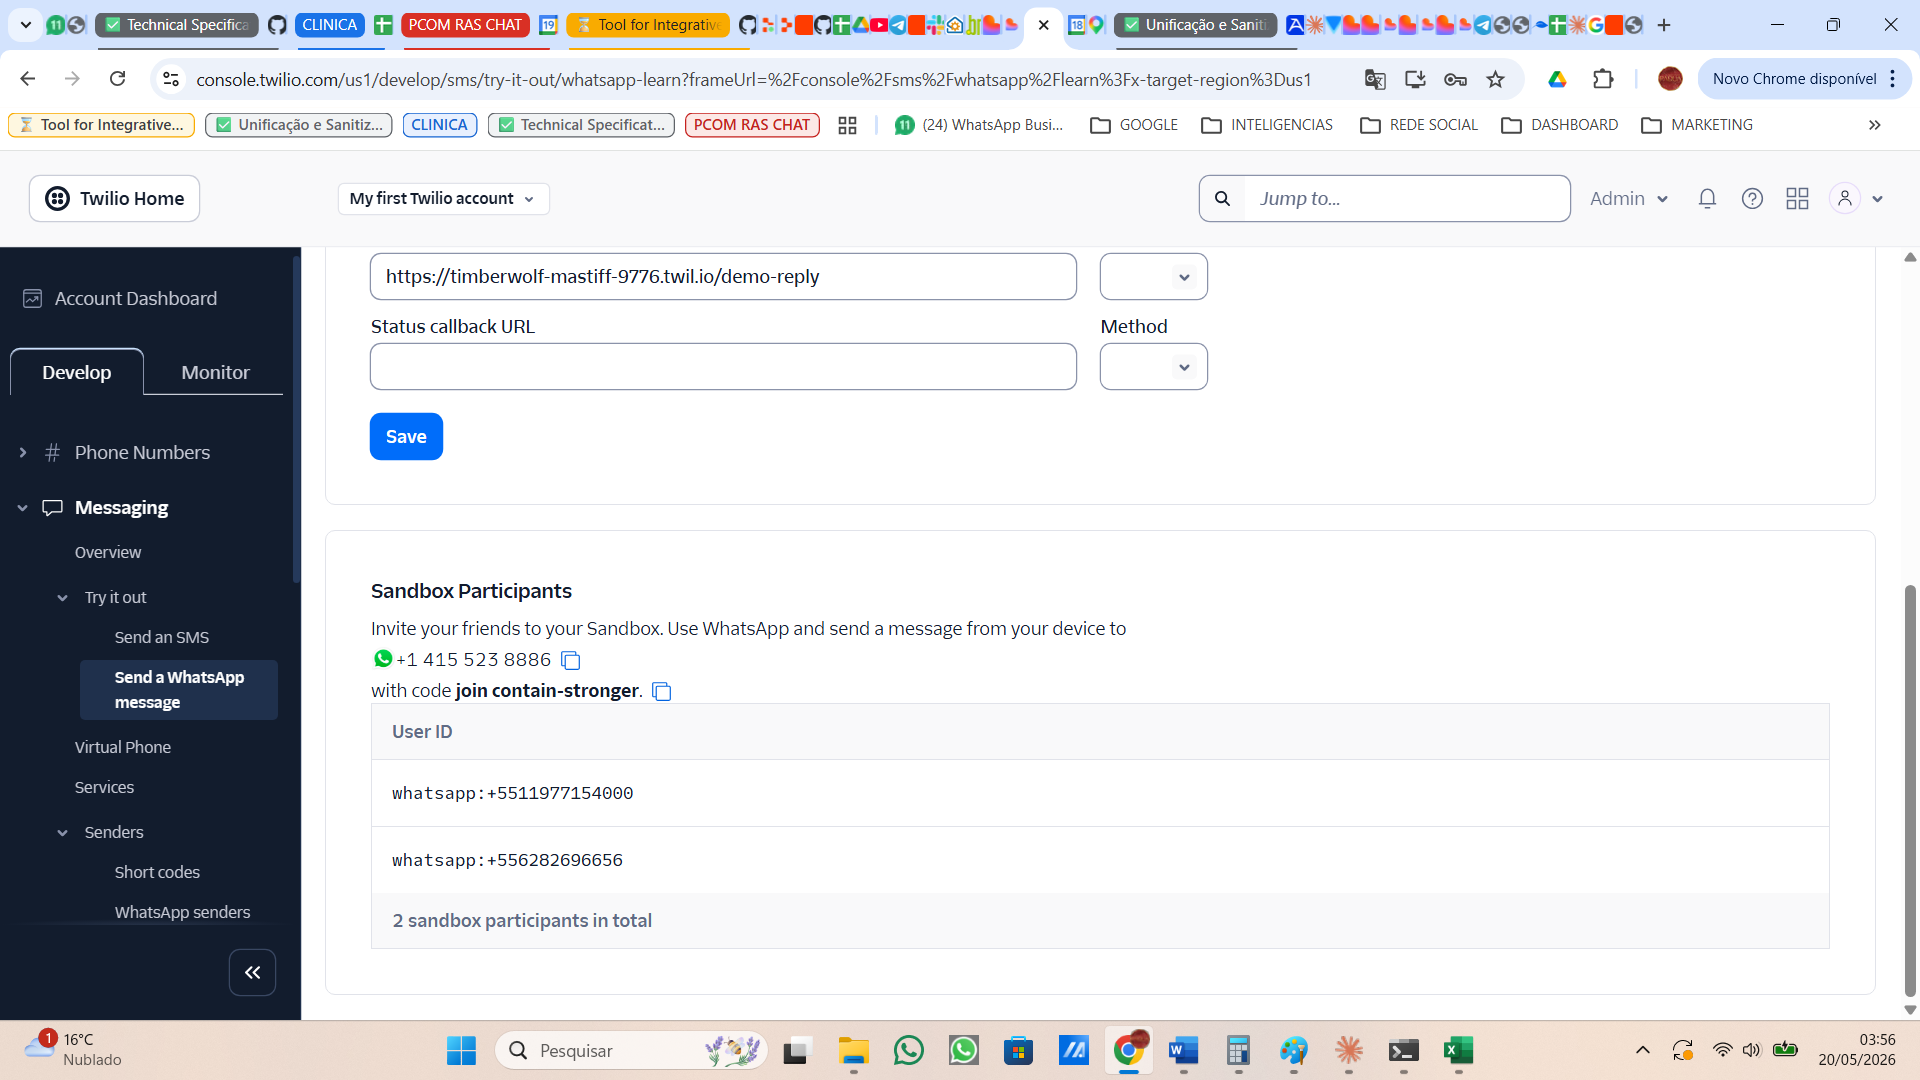 Technical Specifica
CLINICA
PCOM RAS CHAT
Tool for Integrative
Unificação e Saniti
console.twilio.com/us1/develop/sms/try-it-out/whatsapp-learn?frameUrl=%2Fconsole%2Fsms%2Fwhatsapp%2Flearn%3Fx-target-region%3Dus1
Novo Chrome disponível
Tool for Integrative...
Unificação e Sanitiz...
CLINICA
Technical Specificat...
PCOM RAS CHAT
(24) WhatsApp Busi...
GOOGLE
INTELIGENCIAS
REDE SOCIAL
DASHBOARD
MARKETING
Twilio Home
My first Twilio account
Jump to...
Admin
Account Dashboard
Develop
Monitor
Phone Numbers
Messaging
Overview
Try it out
Send an SMS
Send a WhatsApp
message
Virtual Phone
Services
Senders
Short codes
WhatsApp senders
https://timberwolf-mastiff-9776.twil.io/demo-reply
Status callback URL
Method
Save
Sandbox Participants
Invite your friends to your Sandbox. Use WhatsApp and send a message from your device to
+1 415 523 8886
with code join contain-stronger.
User ID
whatsapp:+5511977154000
whatsapp:+556282696656
2 sandbox participants in total
1
16°C
Nublado
Pesquisar
03:56
20/05/2026